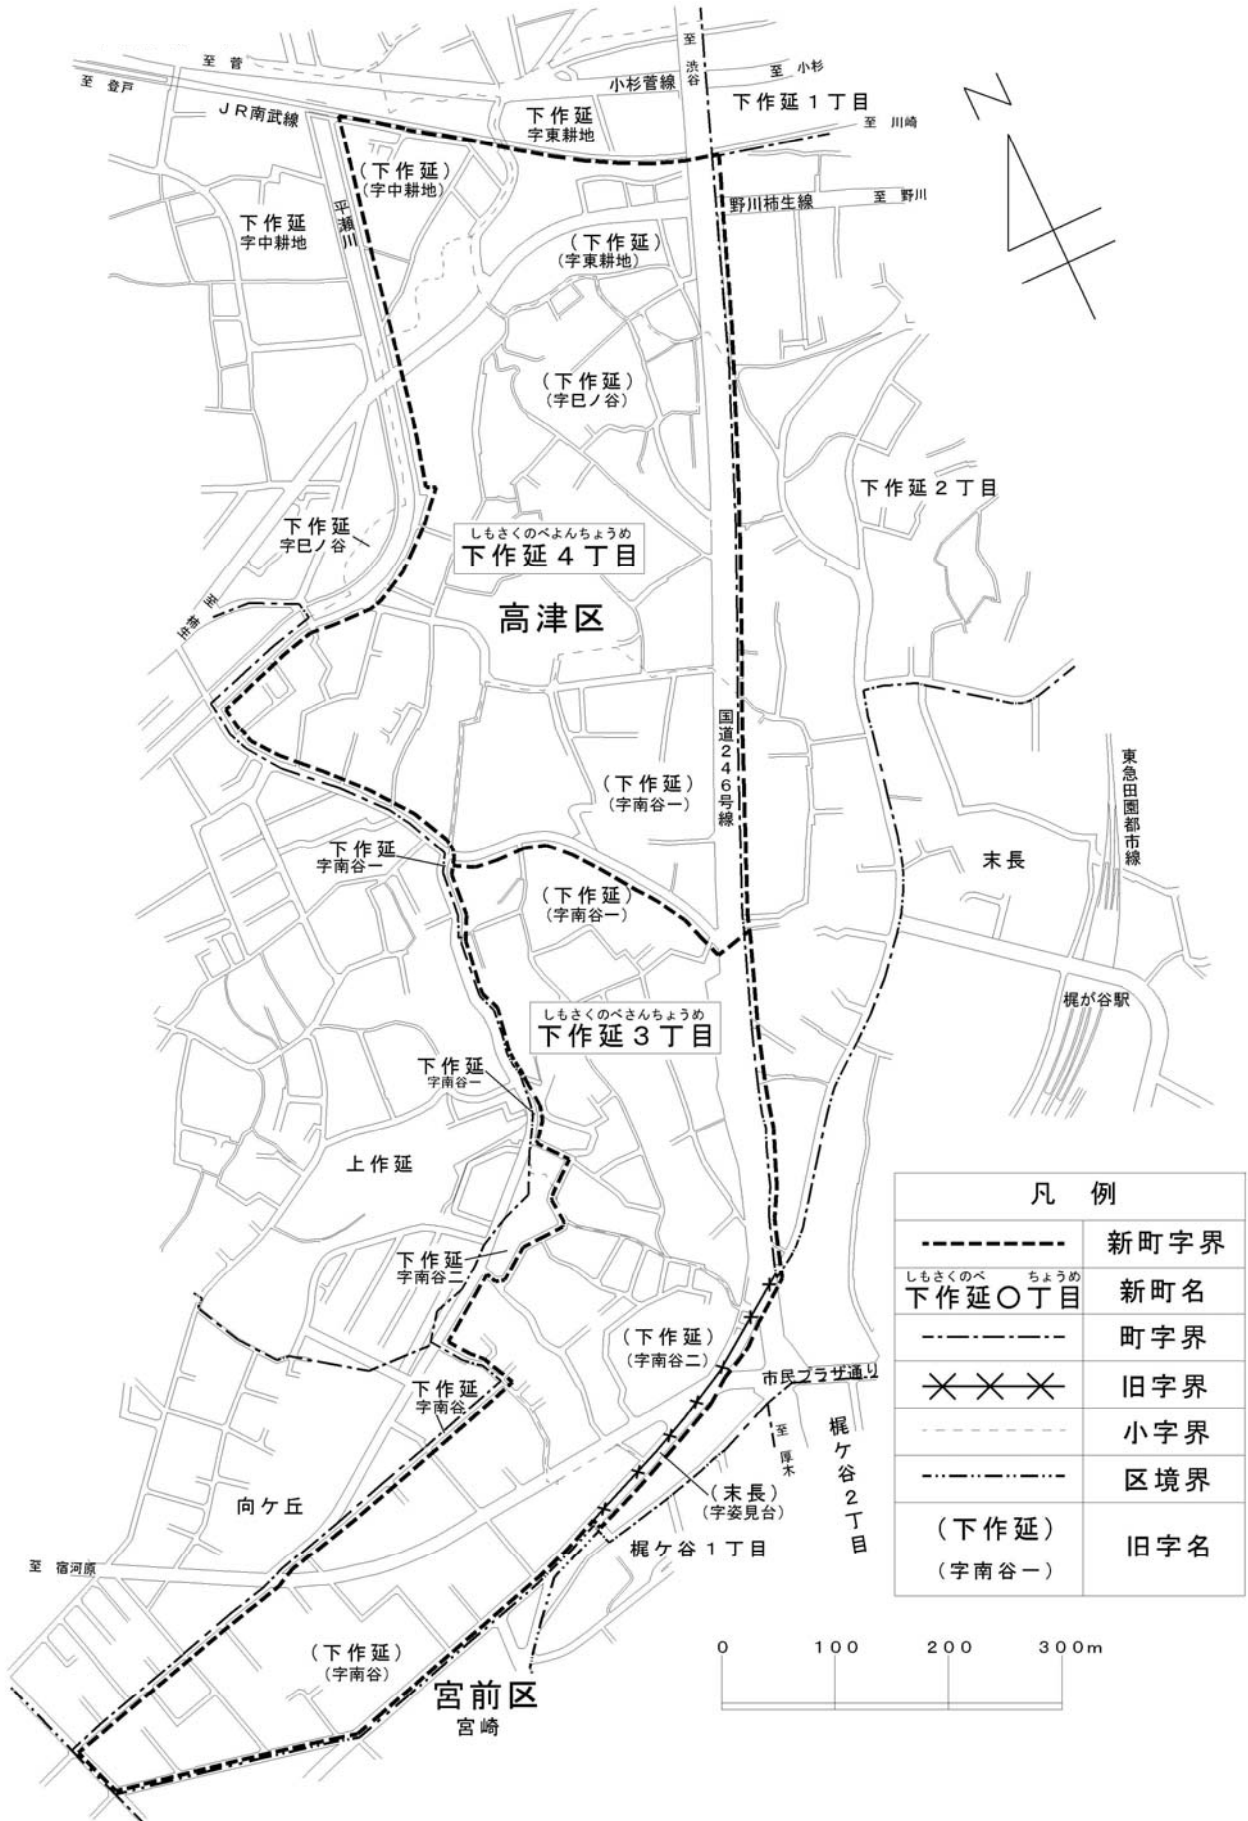 至 菅
至 登戸
JR南武線
小杉菅線
至 渋谷
至 小杉
下作延1丁目
下作延
字東耕地
至 川崎
(下作延)
(字中耕地)
下作延
字中耕地
平瀬川
野川柿生線
至 野川
(下作延)
(字東耕地)
(下作延)
(字巳ノ谷)
下作延2丁目
下作延
字巳ノ谷
しもさくのべよんちょうめ
下作延4丁目
高津区
至 柿生
国道246号線
(下作延)
(字南谷一)
東急田園都市線
下作延
字南谷一
末長
(下作延)
(字南谷一)
梶が谷駅
しもさくのべさんちょうめ
下作延3丁目
下作延
字南谷一
上作延
下作延
字南谷二
(下作延)
(字南谷二)
市民プラザ通り
下作延
字南谷
至 厚木
梶ケ谷2丁目
(末長)
(字姿見台)
向ケ丘
梶ケ谷1丁目
至 宿河原
(下作延)
(字南谷)
宮前区
宮崎
凡 例
新町字界
しもさくのべ ちょうめ
下作延〇丁目
新町名
町字界
旧字界
小字界
区境界
(下作延)
(字南谷一)
旧字名
0 100 200 300m